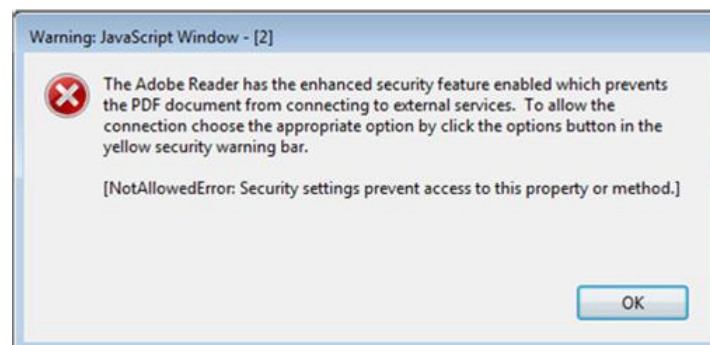 Warning: JavaScript Window - [2]
The Adobe Reader has the enhanced security feature enabled which prevents
the PDF document from connecting to external services.  To allow the
connection choose the appropriate option by click the options button in the
yellow security warning bar.
[NotAllowedError: Security settings prevent access to this property or method.]
OK